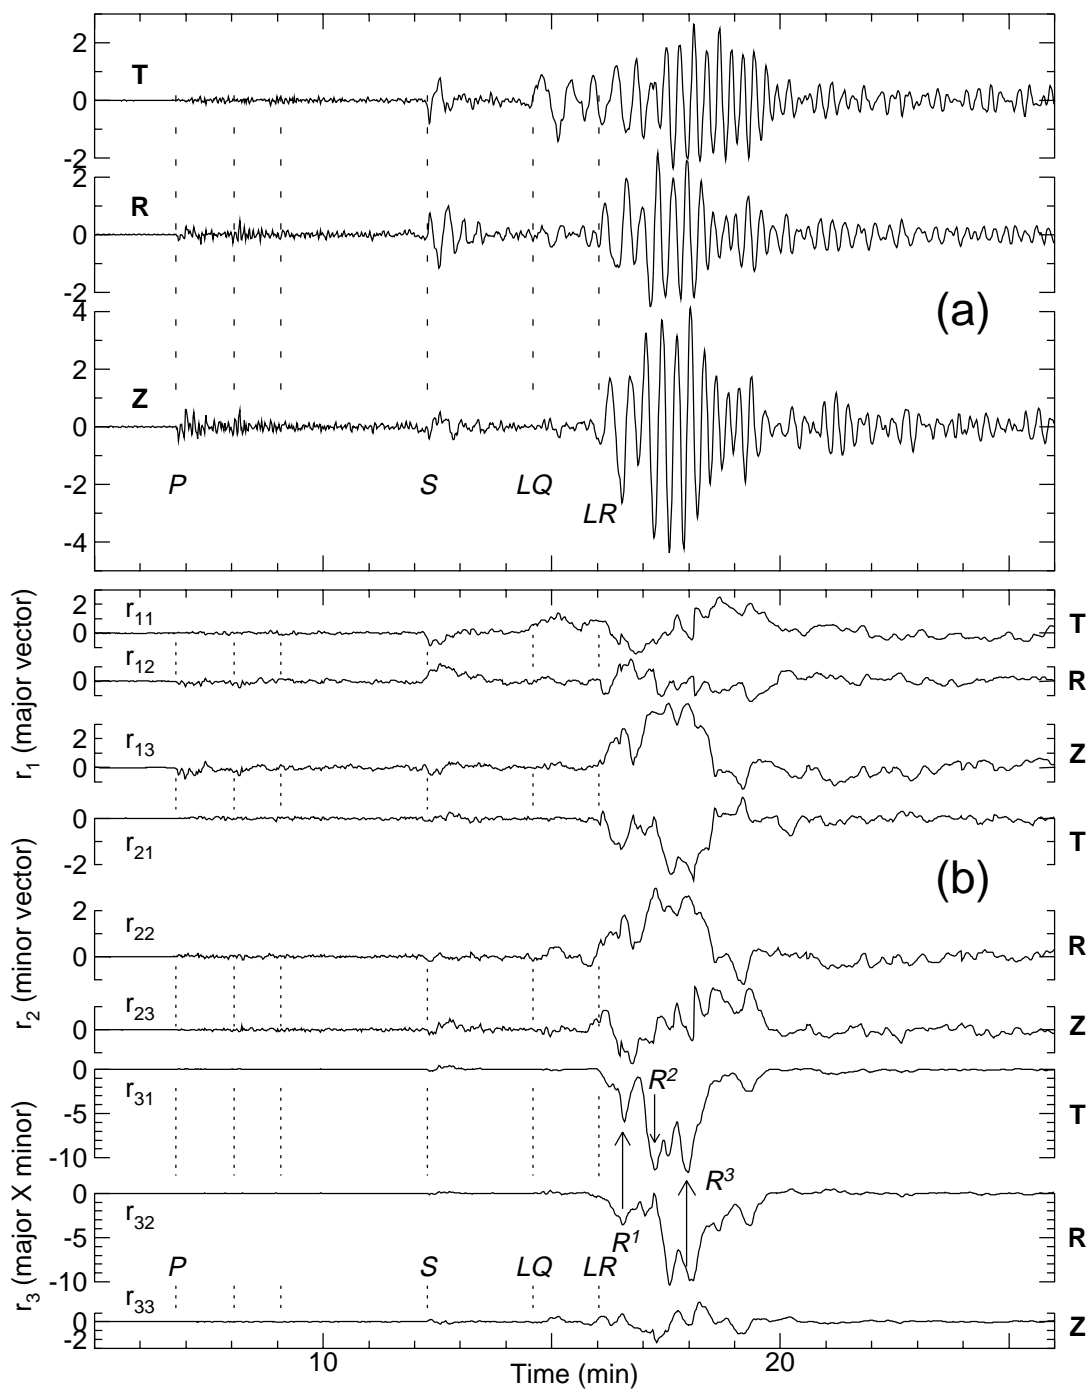 2
T
0
-2
2
R
0
-2
(a)
4
2
Z
0
P
S
LQ
-2
LR
-4
r1 (major vector)
r11
2
0
T
r12
0
R
r13
2
0
Z
r2 (minor vector)
0
r21
-2
T
(b)
2
r22
0
R
r23
0
Z
r3 (major X minor)
0
r31
R2
-5
T
-10
R3
0
r32
-5
R1
R
P
S
LQ
LR
-10
r33
0
-2
Z
10
20
Time (min)